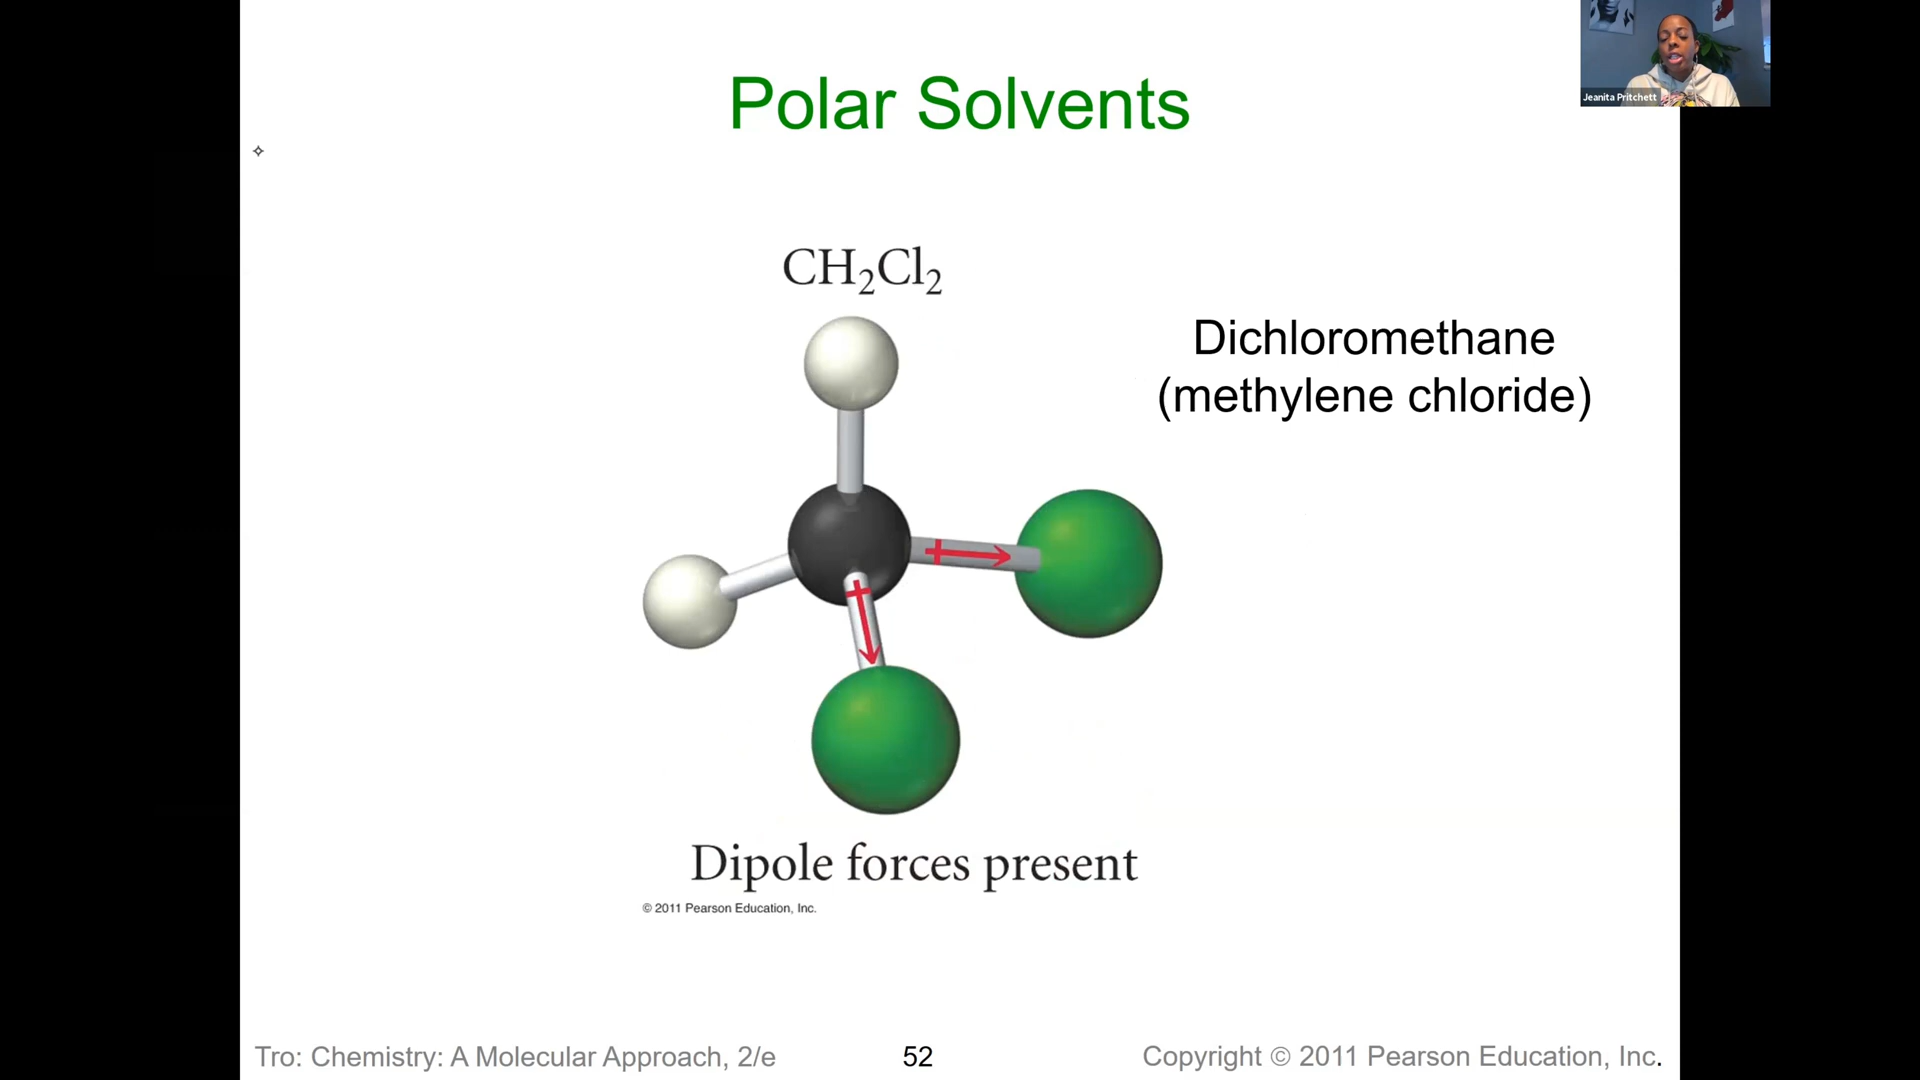 Polar Solvents
Jeanita Pritchett
CH₂Cl₂
Dichloromethane
(methylene chloride)
Dipole forces present
© 2011 Pearson Education, Inc.
Tro: Chemistry: A Molecular Approach, 2/e
52
Copyright © 2011 Pearson Education, Inc.